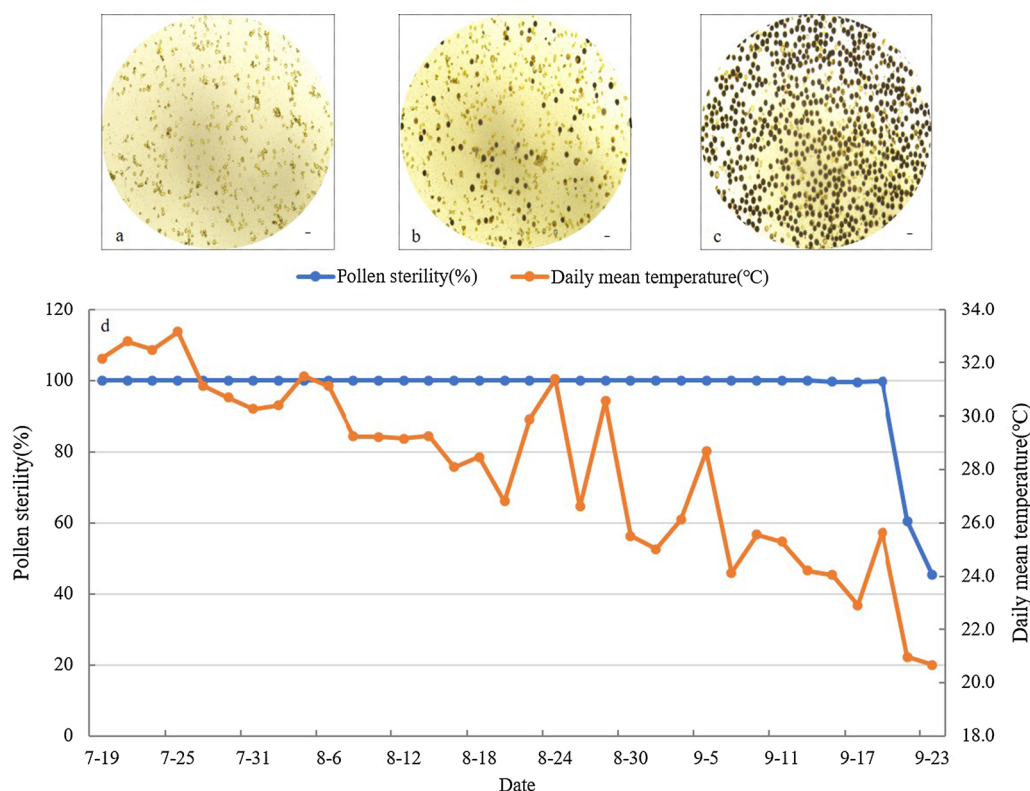 a
b
c
Pollen sterility(%)
Daily mean temperature(℃)
d
120
100
80
60
40
20
0
Pollen sterility(%)
34.0
32.0
30.0
28.0
26.0
24.0
22.0
20.0
18.0
Daily mean temperature(℃)
7-19 7-25 7-31 8-6 8-12 8-18 8-24 8-30 9-5 9-11 9-17 9-23
Date